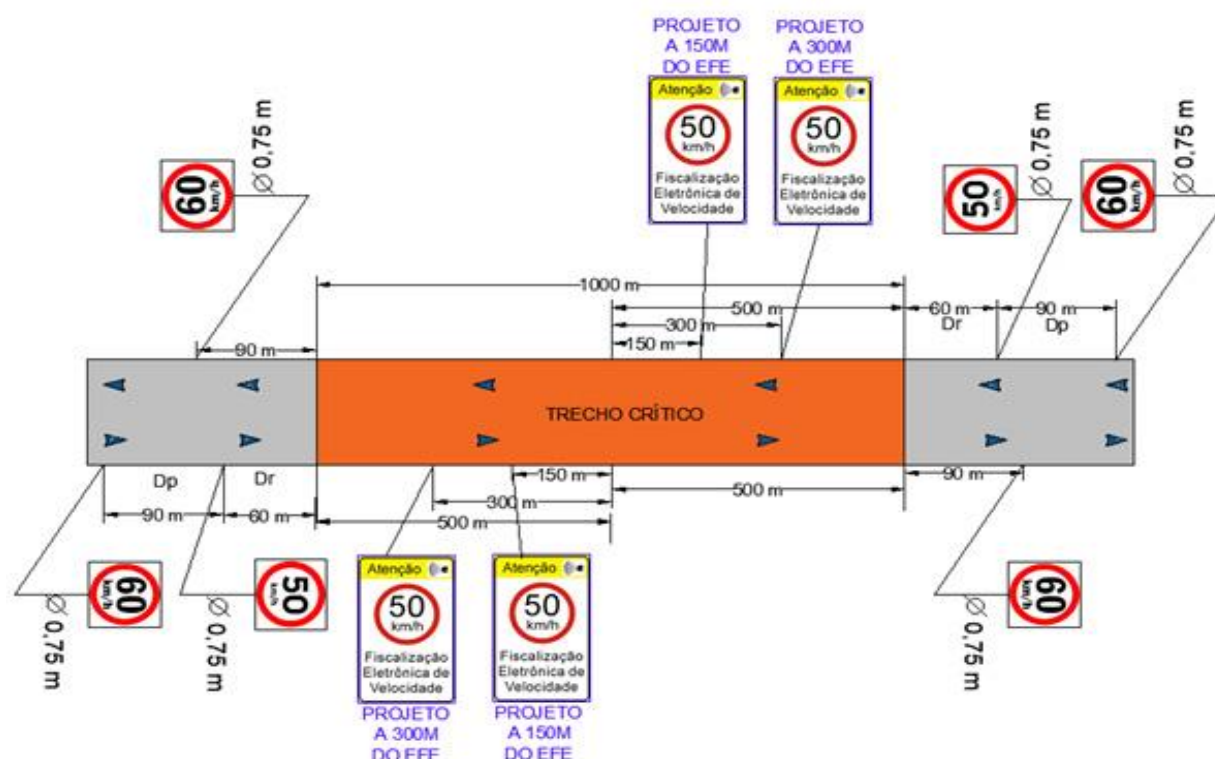 PROJETO
A 150M
DO EFE
PROJETO
A 300M
DO EFE
Atenção
50
km/h
Fiscalização
Eletrônica de
Velocidade
Atenção
50
km/h
Fiscalização
Eletrônica de
Velocidade
60
km/h
Ø 0,75 m
50
km/h
Ø 0,75 m
60
km/h
Ø 0,75 m
1000 m
500 m
60 m
90 m
Dr
Dp
300 m
150 m
90 m
TRECHO CRÍTICO
Dp
Dr
90 m
60 m
150 m
300 m
500 m
500 m
90 m
60
km/h
Ø 0,75 m
50
km/h
Ø 0,75 m
Atenção
50
km/h
Fiscalização
Eletrônica de
Velocidade
Atenção
50
km/h
Fiscalização
Eletrônica de
Velocidade
PROJETO
A 300M
DO EFE
PROJETO
A 150M
DO EFE
60
km/h
Ø 0,75 m